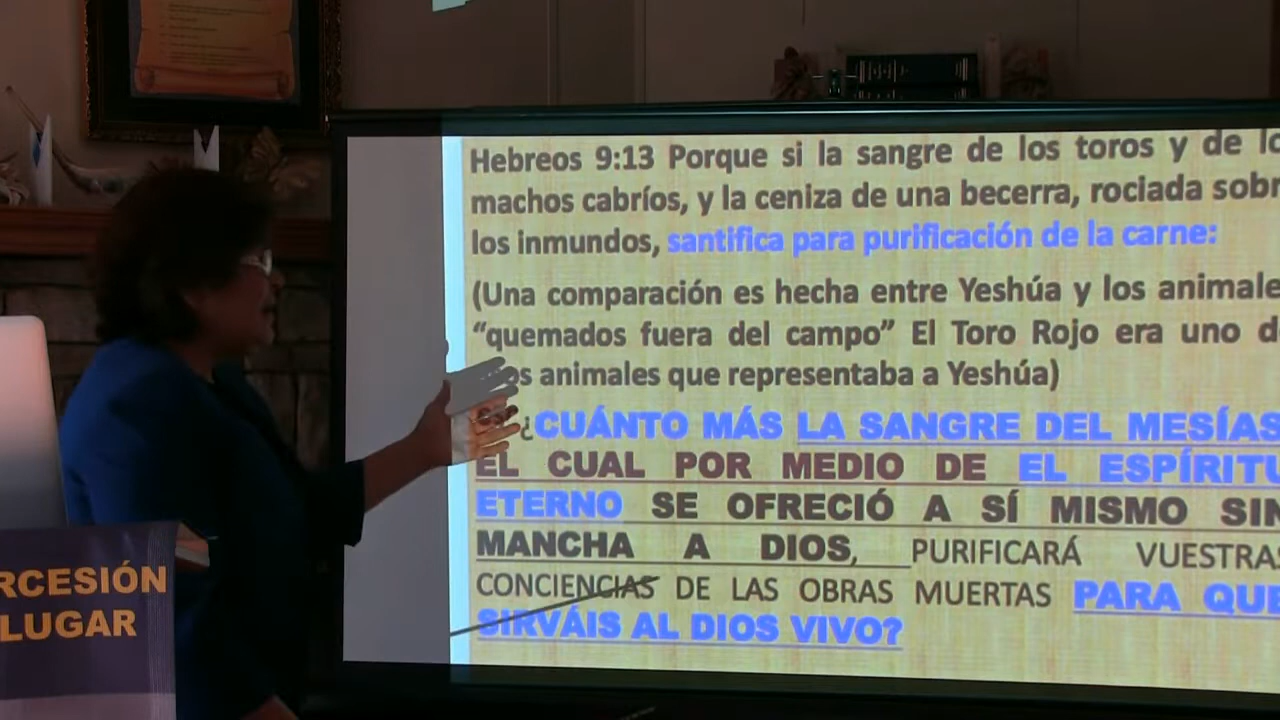 Hebreos 9:13 Porque si la sangre de los toros y de
machos cabríos, y la ceniza de una becerra, rociada
los inmundos, santifica para purificación de la carne:
(Una comparación es hecha entre Yeshúa y los
“quemados fuera del campo” El Toro Rojo era uno
animales que representaba a Yeshúa)
¿CUÁNTO MÁS LA SANGRE DEL MESÍAS
EL CUAL POR MEDIO DE EL ESPÍRITU
ETERNO SE OFRECIÓ A SÍ MISMO SIN
MANCHA A DIOS, PURIFICARÁ VUESTRAS
CONCIENCIAS DE LAS OBRAS MUERTAS PARA QUE
SIRVÁIS AL DIOS VIVO?
RCESIÓN
LUGAR